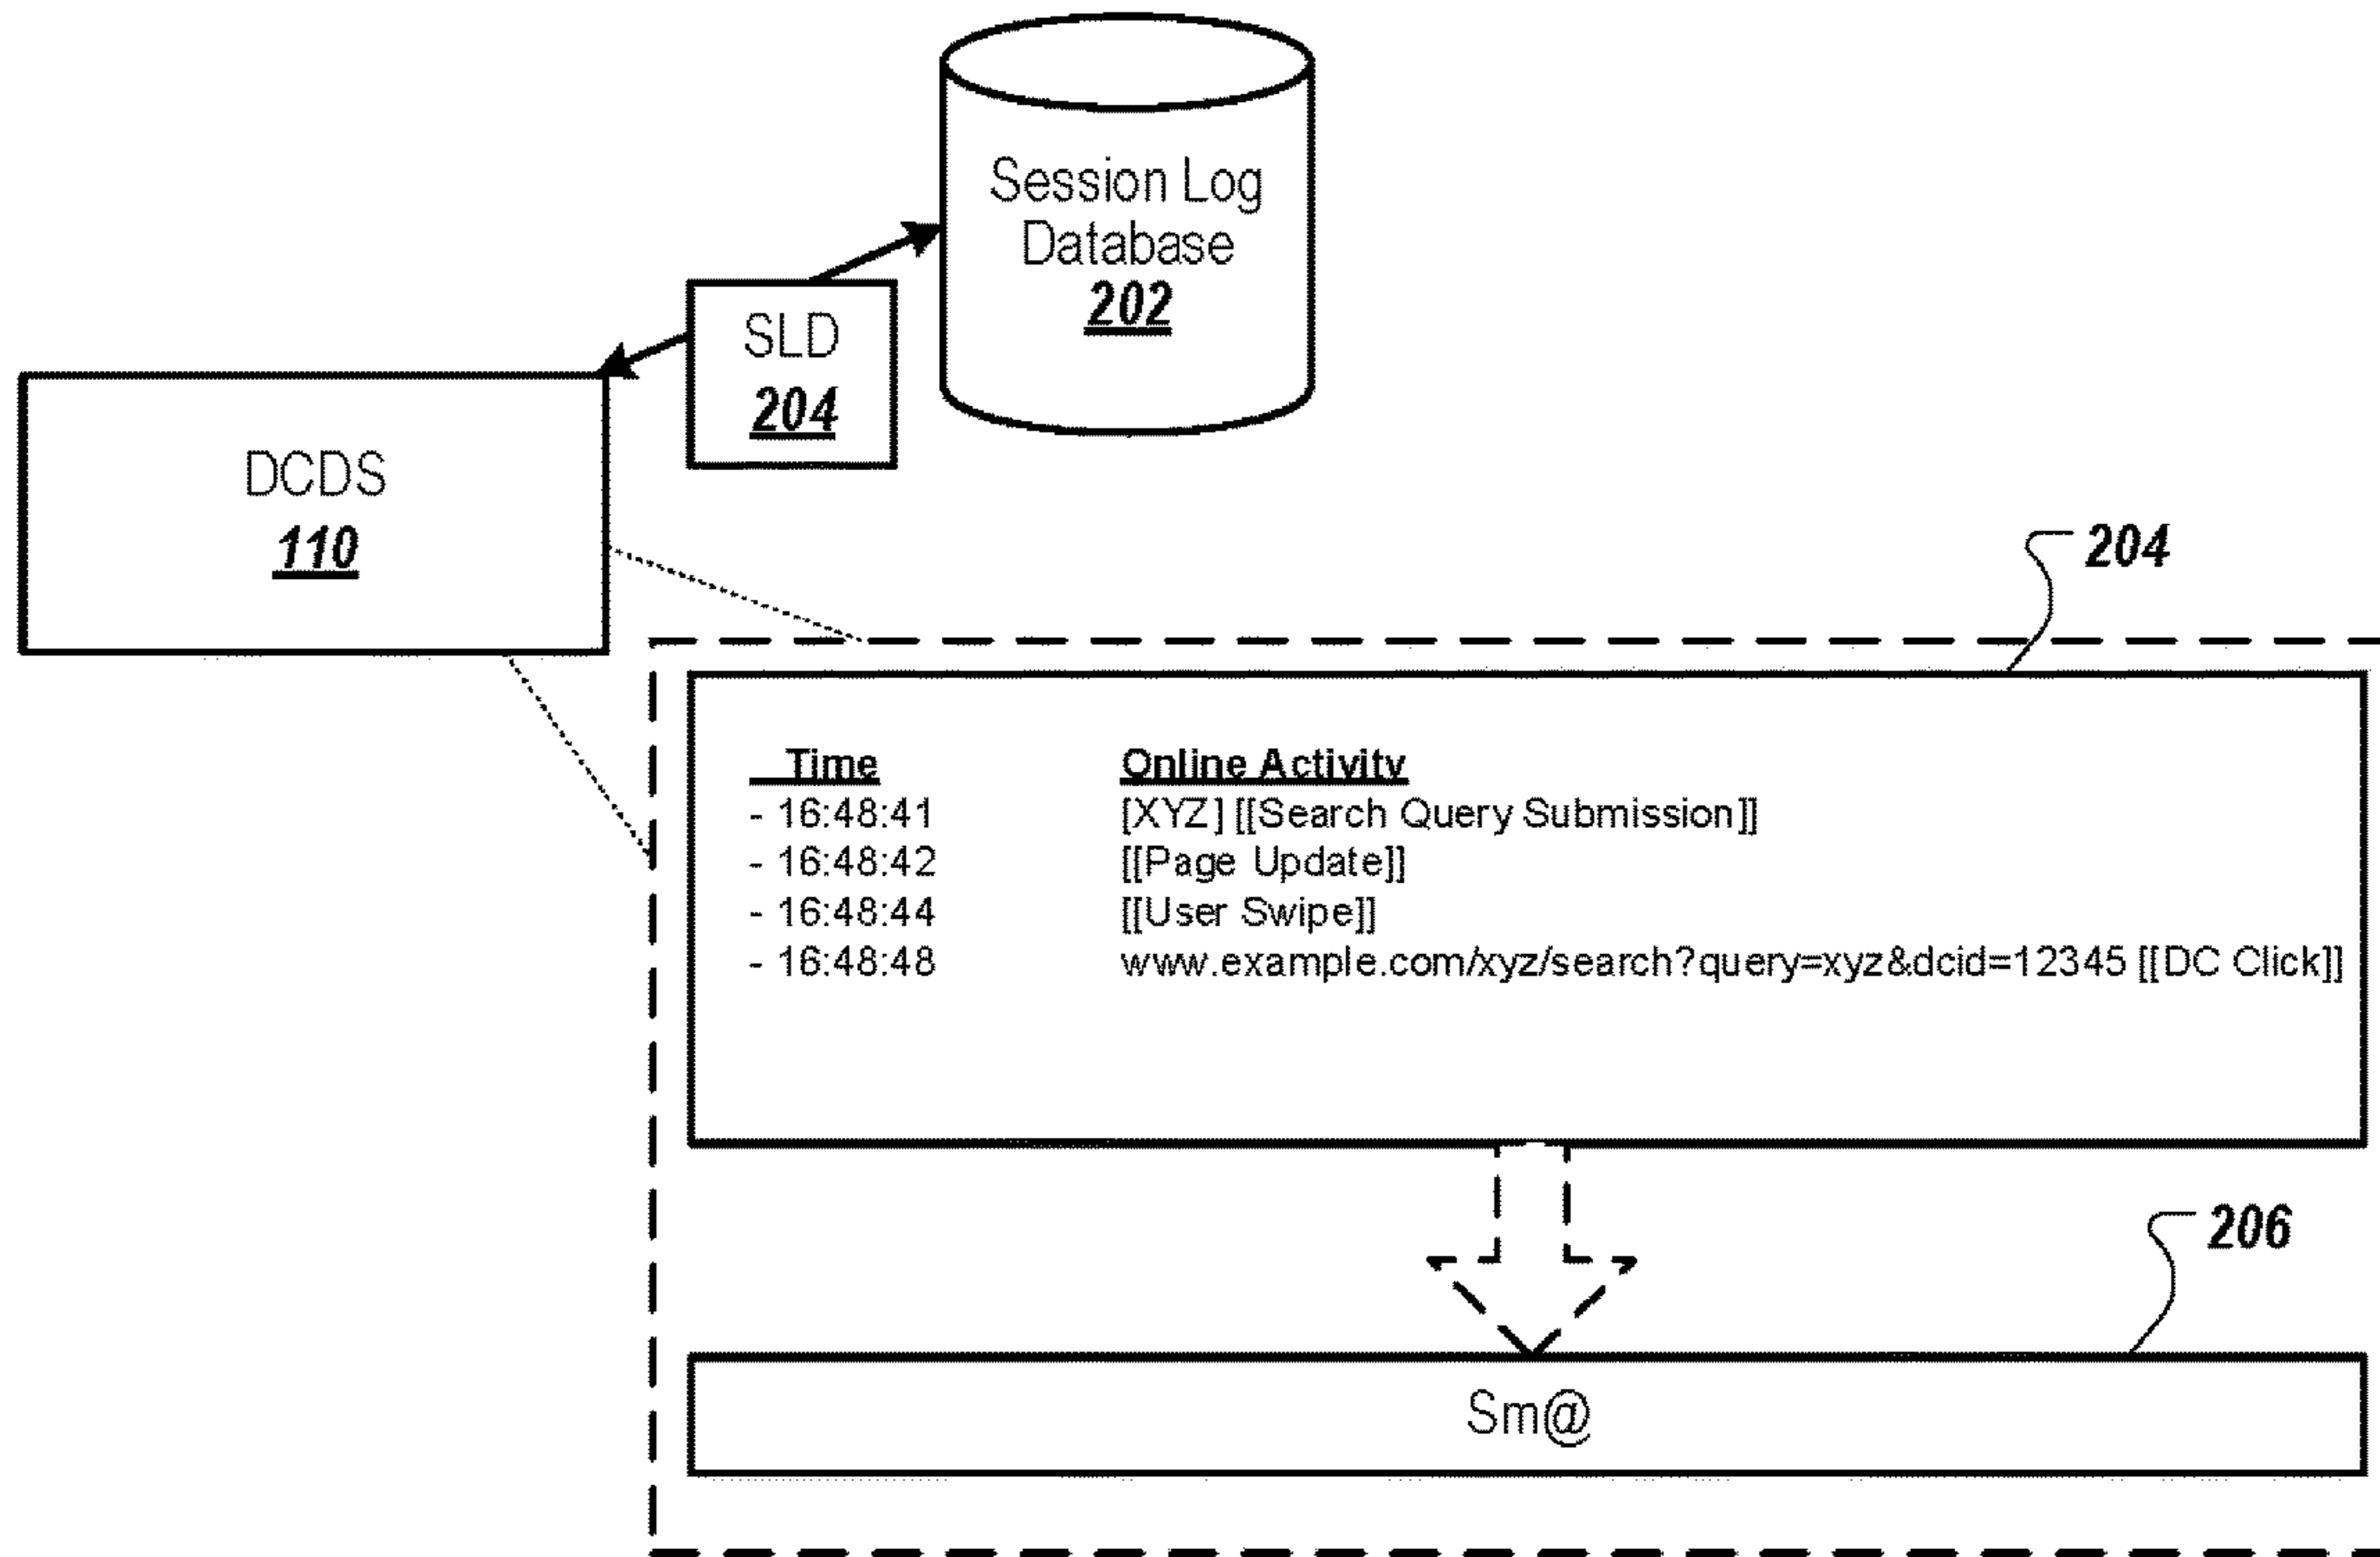 Session Log
Database
202
SLD
204
DCDS
110
204
Time Online Activity
- 16:48:41 [XYZ] [[Search Query Submission]]
- 16:48:42 [[Page Update]]
- 16:48:44 [[User Swipe]]
- 16:48:48 www.example.com/xyz/search?query=xyz&dcid=12345 [[DC Click]]
206
Sm@